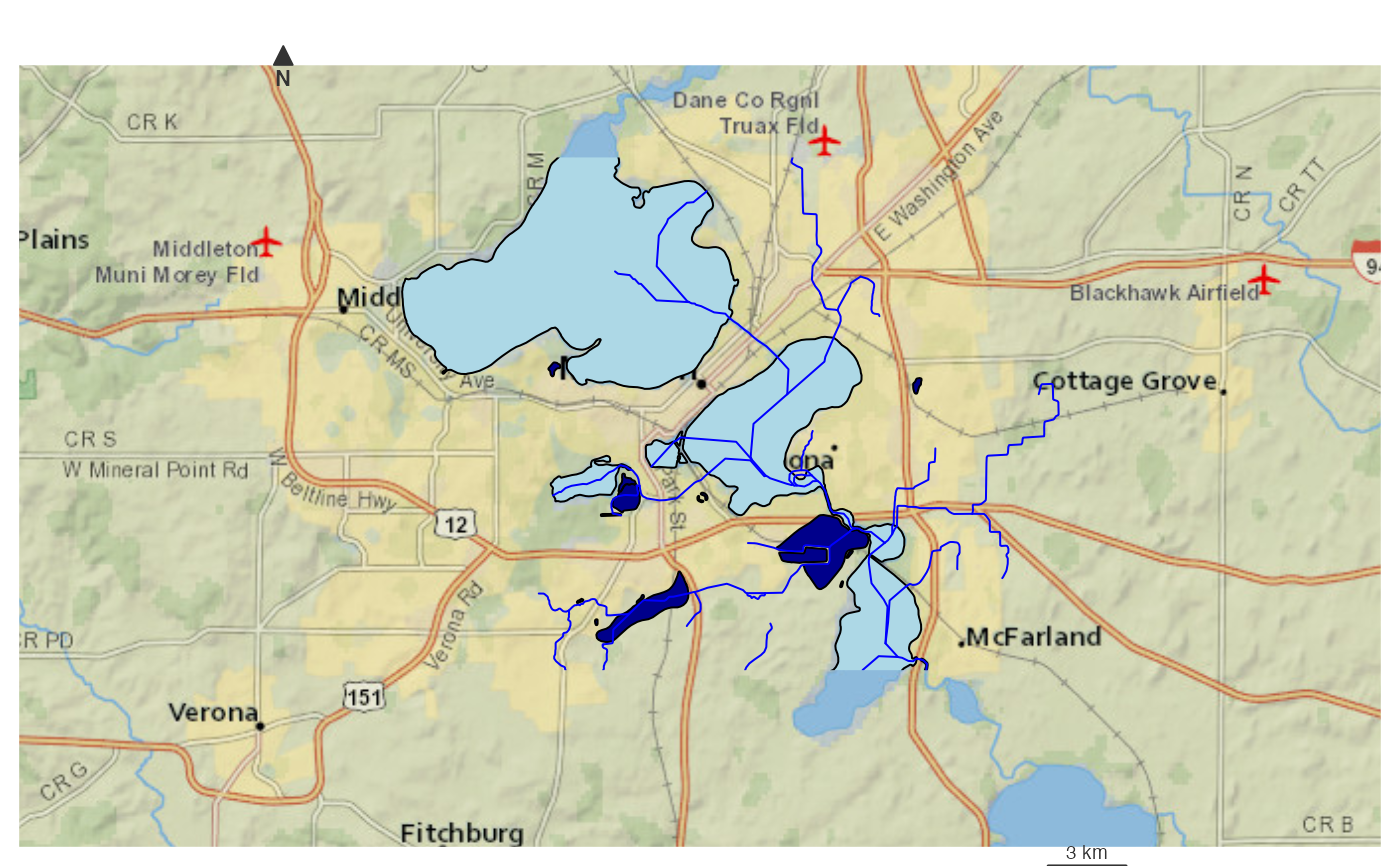 N
Dane Co Rgnl
Truax Fld
CR K
CR M
E Washington Ave
CR N
CR TT
Plains
Middleton
Muni Morey Fld
94
Blackhawk Airfield
Midd
University
Ave
CR MS
Cottage Grove
CR S
W Mineral Point Rd
ona
W Beltline Hwy
Park St
12
Verona Rd
CR PD
McFarland
151
Verona
CR G
Fitchburg
CR B
3 km